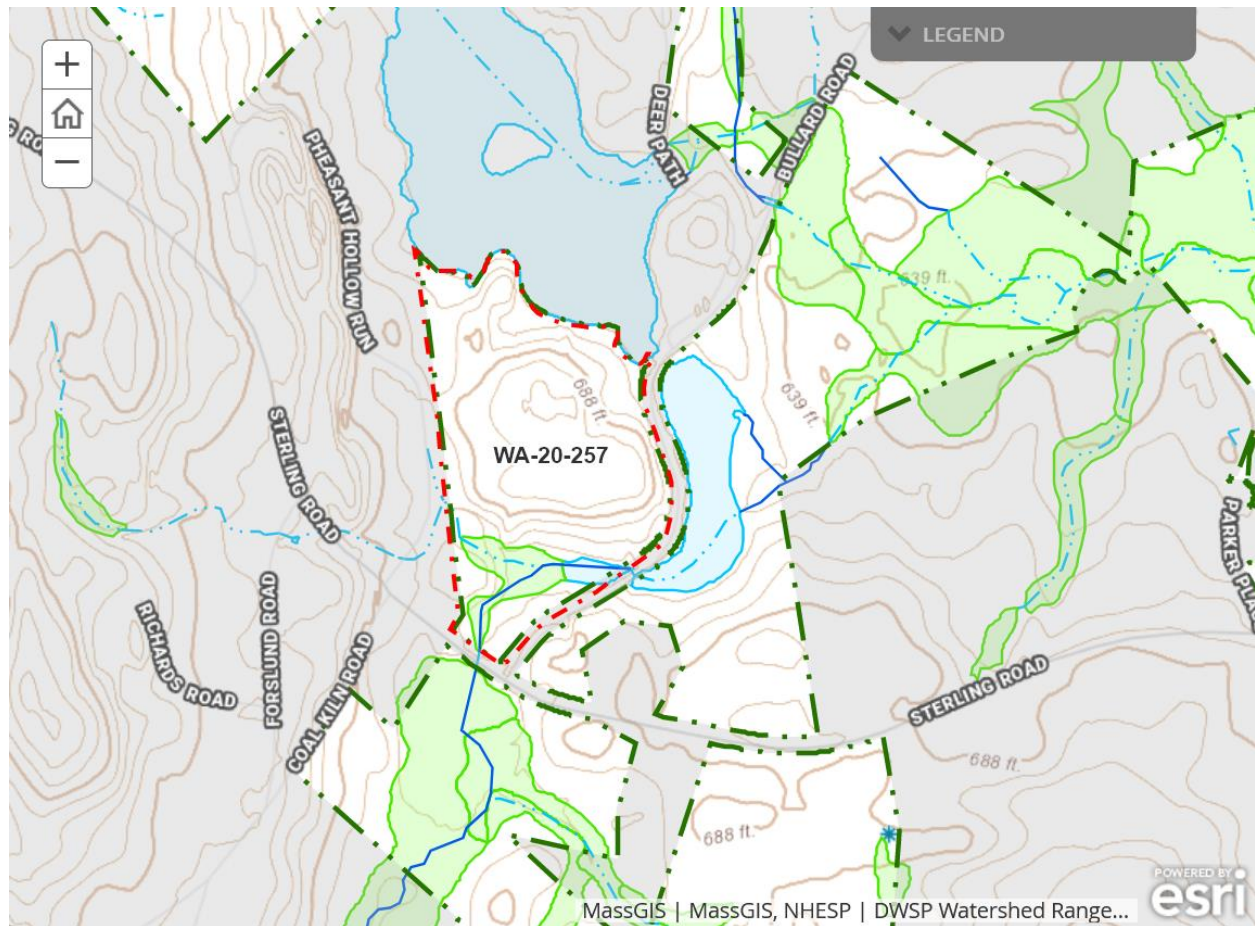 LEGEND
+
−
G RO
PHEASANT HOLLOW RUN
DEER PATH
BULLARD ROAD
639 ft.
688 ft.
639 ft.
WA-20-257
STERLING ROAD
RICHARDS ROAD
FORSLUND ROAD
COAL KILN ROAD
STERLING ROAD
688 ft.
688 ft.
MassGIS | MassGIS, NHESP | DWSP Watershed Range...
POWERED BY
esri